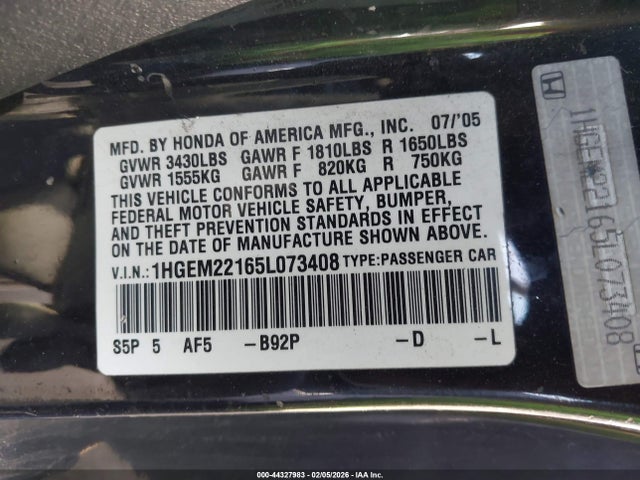 MFD. BY HONDA OF AMERICA MFG., INC. 07/'05
GVWR 3430LBS GAWR F 1810LBS R 1650LBS
GVWR 1555KG GAWR F 820KG R 750KG
THIS VEHICLE CONFORMS TO ALL APPLICABLE
FEDERAL MOTOR VEHICLE SAFETY, BUMPER,
AND THEFT PREVENTION STANDARDS IN EFFECT
ON THE DATE OF MANUFACTURE SHOWN ABOVE.
V.I.N.: 1HGEM22165L073408 TYPE:PASSENGER CAR
S5P 5 AF5 –B92P –D –L
1HGEM22165L073408
000-44327983 – 02/05/2026 – IAA Inc.